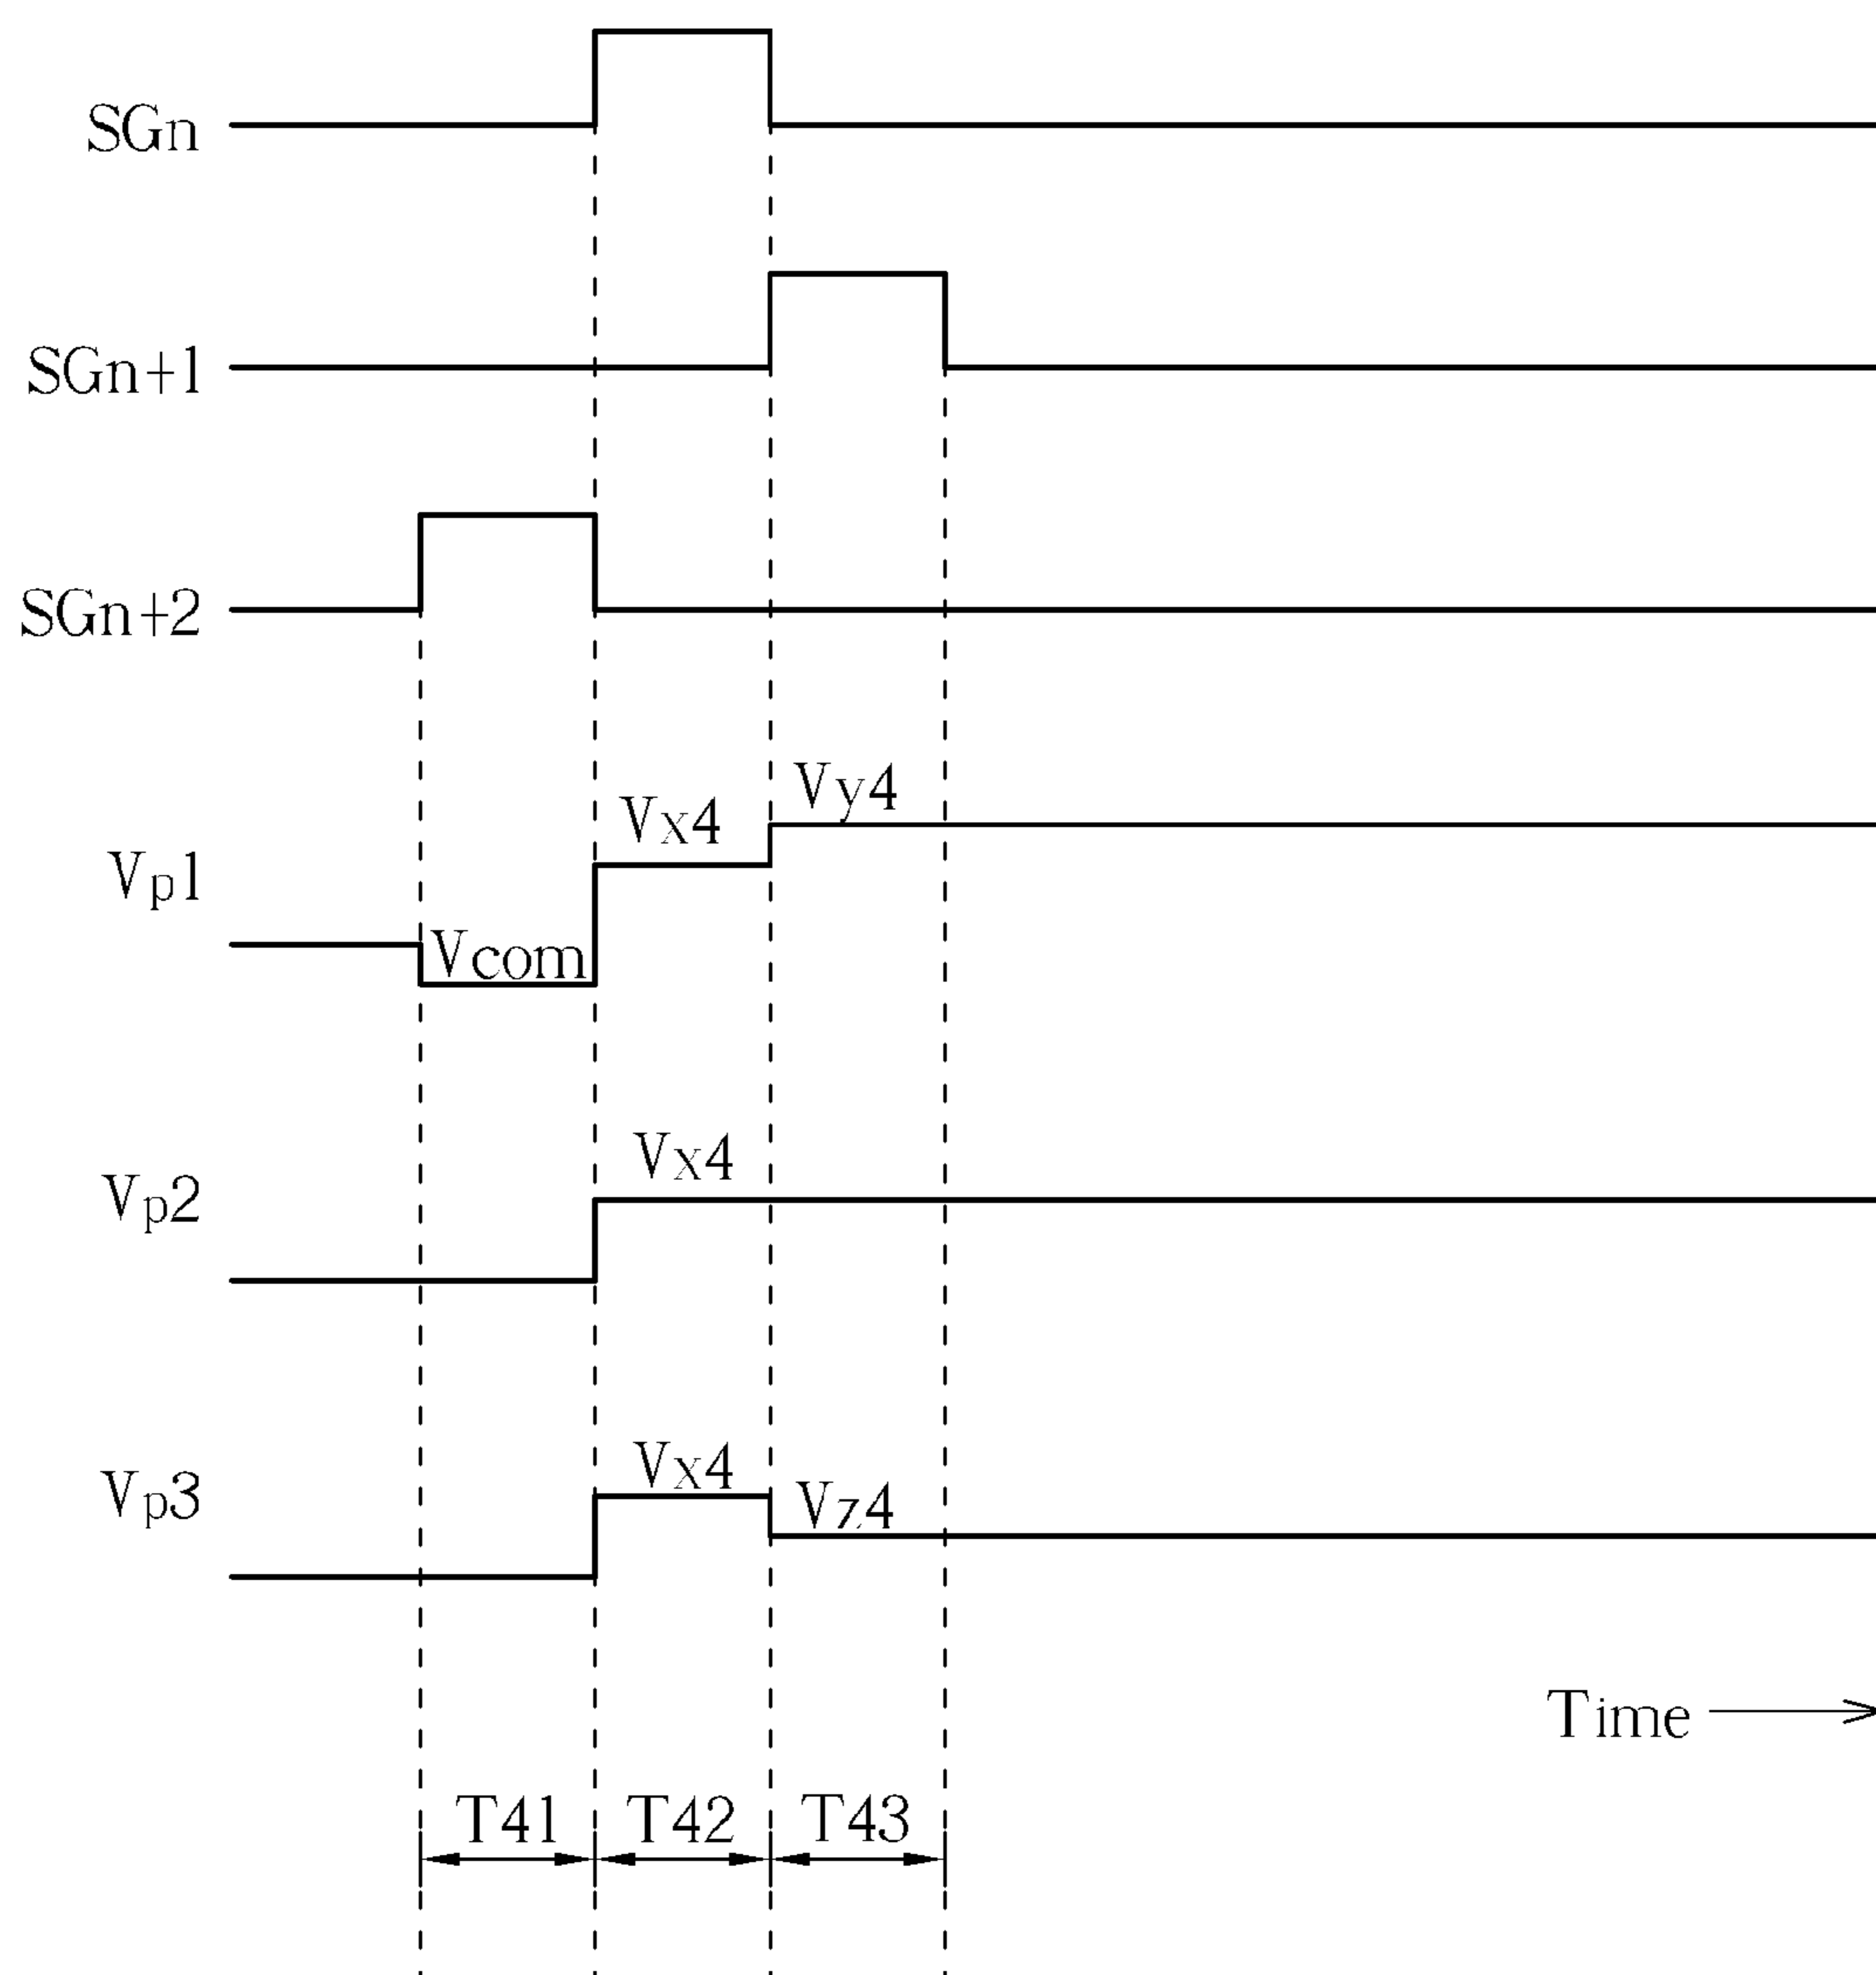 SGn
SGn+1
SGn+2
Vp1
Vcom
Vx4
Vy4
Vp2
Vx4
Vp3
Vx4
Vz4
Time
T41 T42 T43